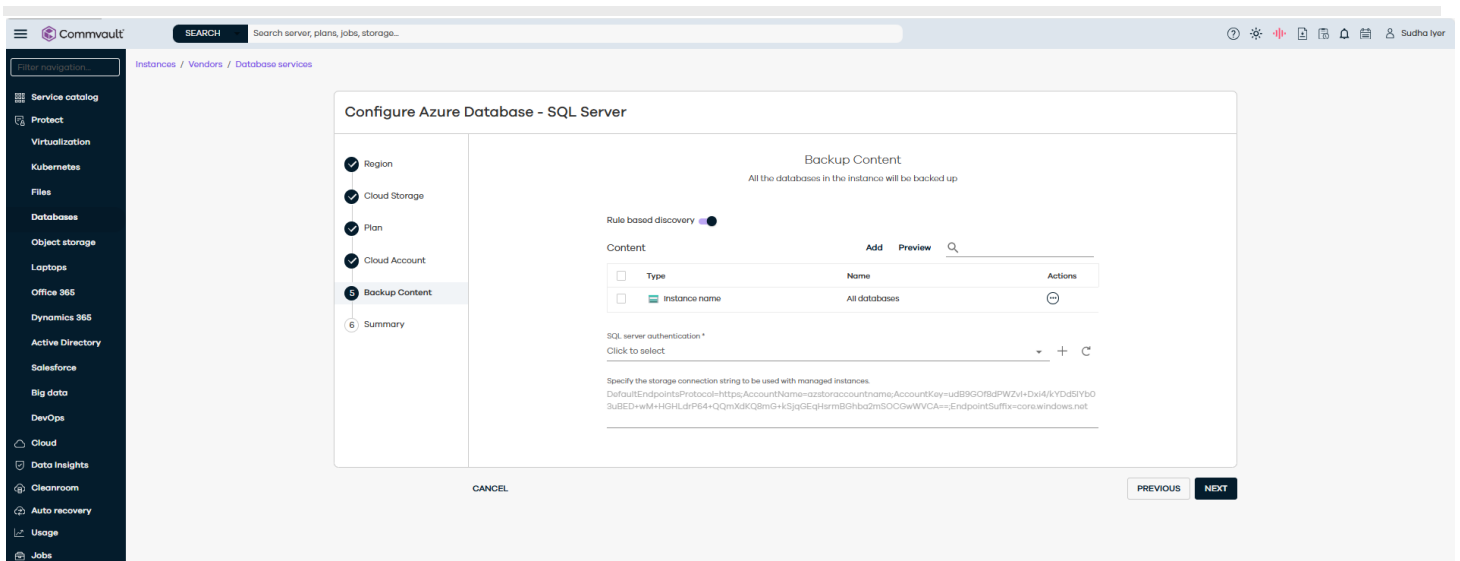 Commvault
SEARCH
Search server, plans, jobs, storage...
Sudha Iyer
Filter navigation...
Instances / Vendors / Database services
Service catalog
Protect
Virtualization
Kubernetes
Files
Databases
Object storage
Laptops
Office 365
Dynamics 365
Active Directory
Salesforce
Big data
DevOps
Cloud
Data Insights
Cleanroom
Auto recovery
Usage
Jobs
Configure Azure Database - SQL Server
Region
Cloud Storage
Plan
Cloud Account
5 Backup Content
6 Summary
Backup Content
All the databases in the instance will be backed up
Rule based discovery
Content Add Preview
Type Name Actions
Instance name All databases
SQL server authentication *
Click to select
Specify the storage connection string to be used with managed instances.
DefaultEndpointsProtocol=https;AccountName=azstoraccountname;AccountKey=udB9GOfBdPWZvI+Dxi4/kYDd5IYb0
3uBED+wM+HGHLdrP64+QQmXdKQBmG+kSjqGEqHsrmBGhba2mSOCGwWVCA==;EndpointSuffix=core.windows.net
CANCEL
PREVIOUS
NEXT